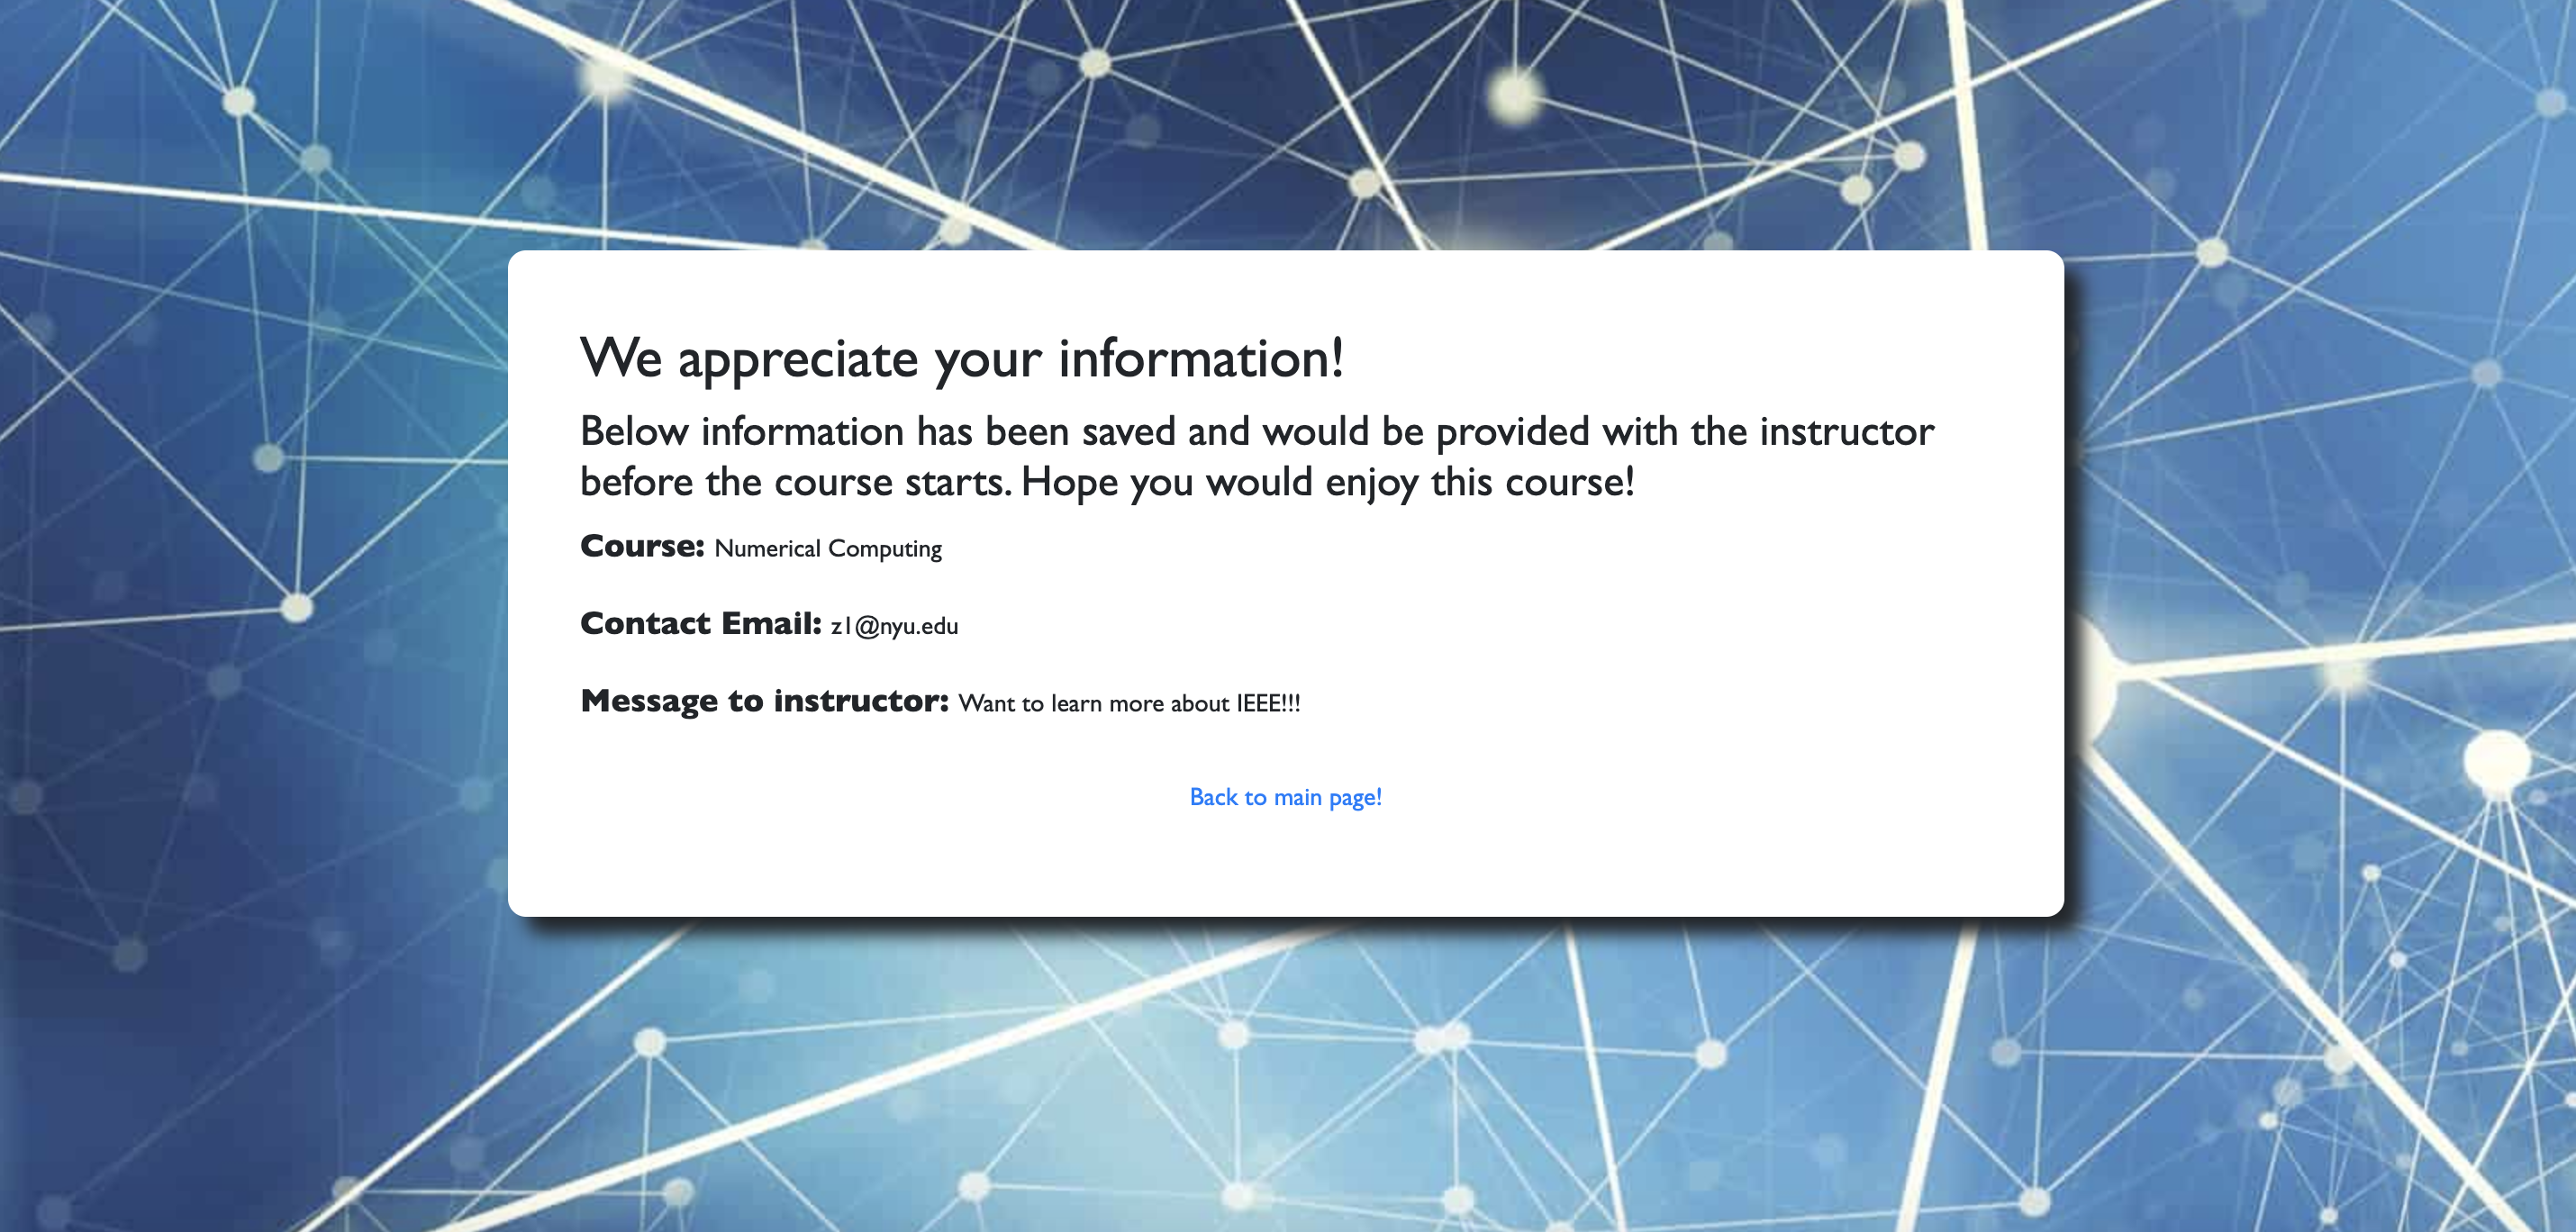 We appreciate your information!
Below information has been saved and would be provided with the instructor
before the course starts. Hope you would enjoy this course!
Course: Numerical Computing
Contact Email: z1@nyu.edu
Message to instructor: Want to learn more about IEEE!!!
Back to main page!